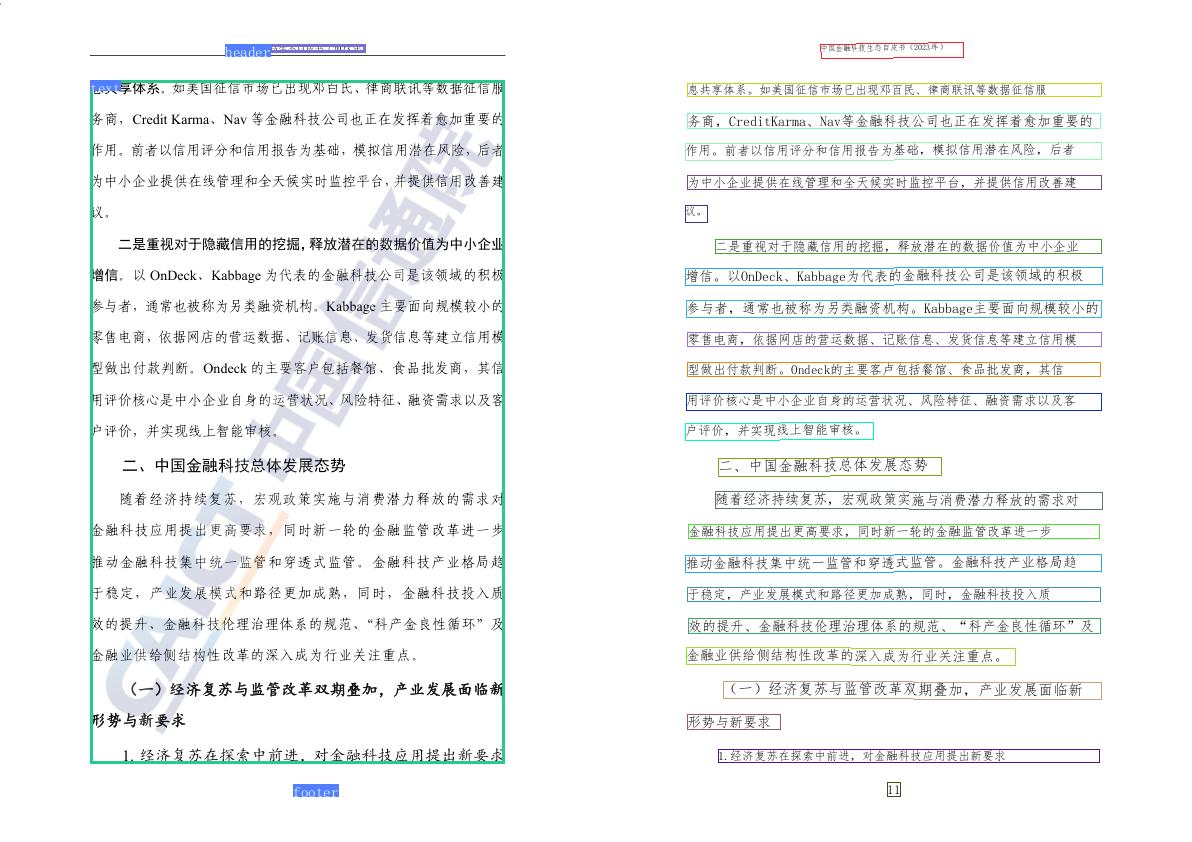 header
text
息共享体系。如美国征信市场已出现邓白氏、律商联讯等数据征信服
务商，Credit Karma、Nav 等金融科技公司也正在发挥着愈加重要的
作用。前者以信用评分和信用报告为基础，模拟信用潜在风险，后者
为中小企业提供在线管理和全天候实时监控平台，并提供信用改善建
议。
二是重视对于隐藏信用的挖掘，释放潜在的数据价值为中小企业
增信。以 OnDeck、Kabbage 为代表的金融科技公司是该领域的积极
参与者，通常也被称为另类融资机构。Kabbage 主要面向规模较小的
零售电商，依据网店的营运数据、记账信息、发货信息等建立信用模
型做出付款判断。Ondeck 的主要客户包括餐馆、食品批发商，其信
用评价核心是中小企业自身的运营状况、风险特征、融资需求以及客
户评价，并实现线上智能审核。
二、中国金融科技总体发展态势
随着经济持续复苏，宏观政策实施与消费潜力释放的需求对
金融科技应用提出更高要求，同时新一轮的金融监管改革进一步
推动金融科技集中统一监管和穿透式监管。金融科技产业格局趋
于稳定，产业发展模式和路径更加成熟，同时，金融科技投入质
效的提升、金融科技伦理治理体系的规范、“科产金良性循环”及
金融业供给侧结构性改革的深入成为行业关注重点。
（一）经济复苏与监管改革双期叠加，产业发展面临新
形势与新要求
1. 经济复苏在探索中前进，对金融科技应用提出新要求
footer
CAICT 中国信通院
中国金融科技生态白皮书（2023年）
息共享体系。如美国征信市场已出现邓百民、律商联讯等数据征信服
务商，CreditKarma、Nav等金融科技公司也正在发挥着愈加重要的
作用。前者以信用评分和信用报告为基础，模拟信用潜在风险，后者
为中小企业提供在线管理和全天候实时监控平台，并提供信用改善建
议。
二是重视对于隐藏信用的挖掘，释放潜在的数据价值为中小企业
增信。以OnDeck、Kabbage为代表的金融科技公司是该领域的积极
参与者，通常也被称为另类融资机构。Kabbage主要面向规模较小的
零售电商，依据网店的营运数据、记账信息、发货信息等建立信用模
型做出付款判断。Ondeck的主要客卢包括餐馆、食品批发商，其信
用评价核心是中小企业自身的运营状况、风险特征、融资需求以及客
户评价，并实现线上智能审核。
二、中国金融科技总体发展态势
随着经济持续复苏，宏观政策实施与消费潜力释放的需求对
金融科技应用提出更高要求，同时新一轮的金融监管改革进一步
推动金融科技集中统一监管和穿透式监管。金融科技产业格局趋
于稳定，产业发展模式和路径更加成熟，同时，金融科技投入质
效的提升、金融科技伦理治理体系的规范、“科产金良性循环”及
金融业供给侧结构性改革的深入成为行业关注重点。
（一）经济复苏与监管改革双期叠加，产业发展面临新
形势与新要求
1.经济复苏在探索中前进，对金融科技应用提出新要求
11